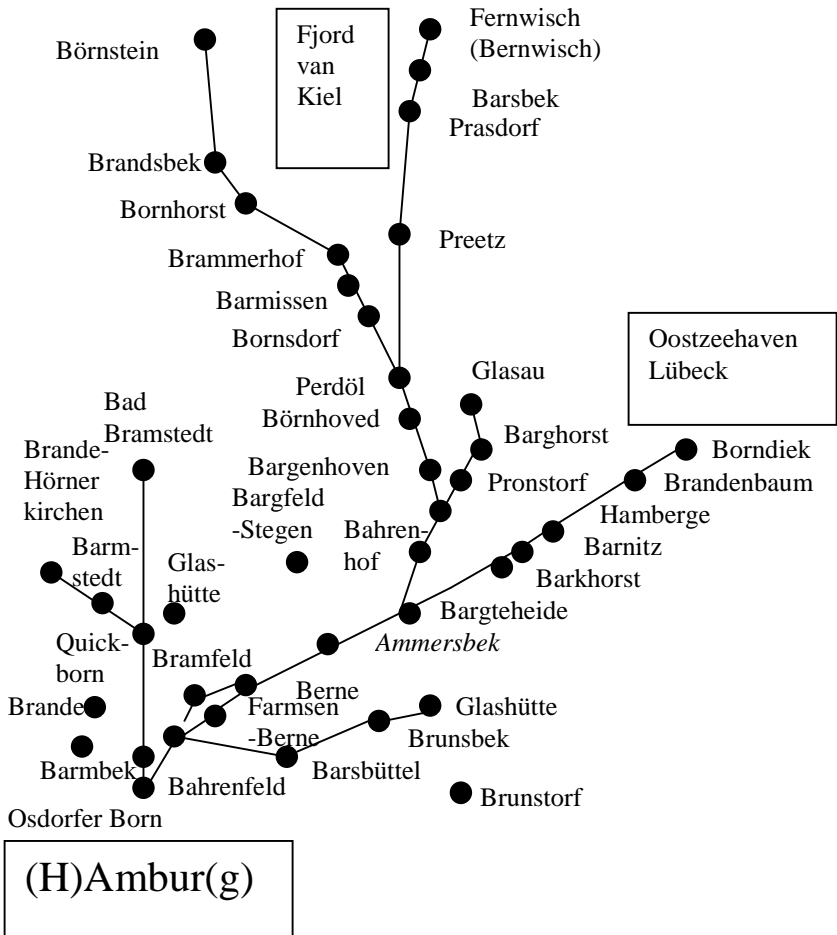 Börnstein
Fjord
van
Kiel
Fernwisch
(Bernwisch)
Barsbek
Prasdorf
Brandsbek
Bornhorst
Preetz
Brammerhof
Barmissen
Bornsdorf
Oostzeehaven
Lübeck
Perdöl
Börnhoved
Glasau
Bad
Bramstedt
Brande-
Hörner
kirchen
Bargenhoven
Barghorst
Borndiek
Pronstorf
Brandenbaum
Bargfeld
-Stegen
Hamberge
Bahren-
hof
Barnitz
Barm-
stedt
Glas-
hütte
Barkhorst
Bargteheide
Ammersbek
Quick-
born
Bramfeld
Berne
Brande
Farmsen
-Berne
Glashütte
Brunsbek
Barmbek
Barsbüttel
Bahrenfeld
Brunstorf
Osdorfer Born
(H)Ambur(g)